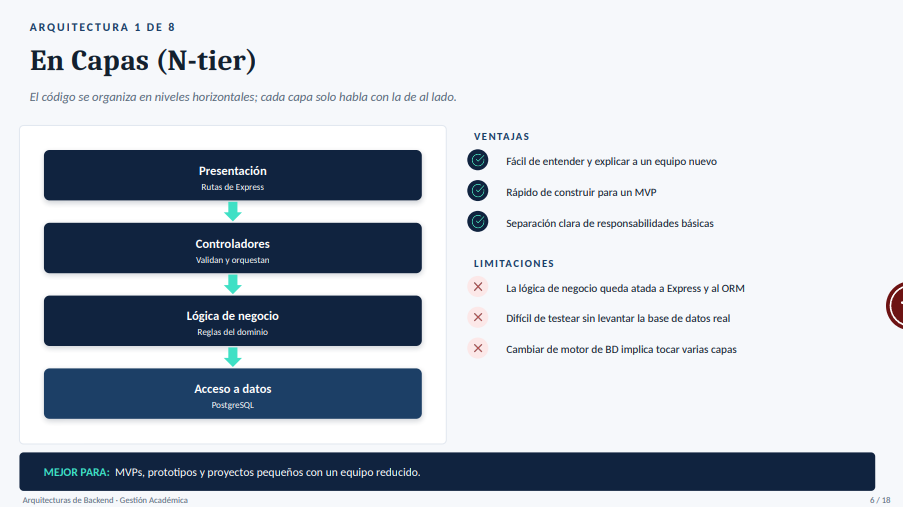 ARQUITECTURA 1 DE 8
En Capas (N-tier)
El código se organiza en niveles horizontales; cada capa solo habla con la de al lado.
Presentación
Rutas de Express
Controladores
Validan y orquestan
Lógica de negocio
Reglas del dominio
Acceso a datos
PostgreSQL
VENTAJAS
Fácil de entender y explicar a un equipo nuevo
Rápido de construir para un MVP
Separación clara de responsabilidades básicas
LIMITACIONES
La lógica de negocio queda atada a Express y al ORM
Difícil de testear sin levantar la base de datos real
Cambiar de motor de BD implica tocar varias capas
MEJOR PARA: MVPs, prototipos y proyectos pequeños con un equipo reducido.
Arquitecturas de Backend - Gestión Académica
6 / 18